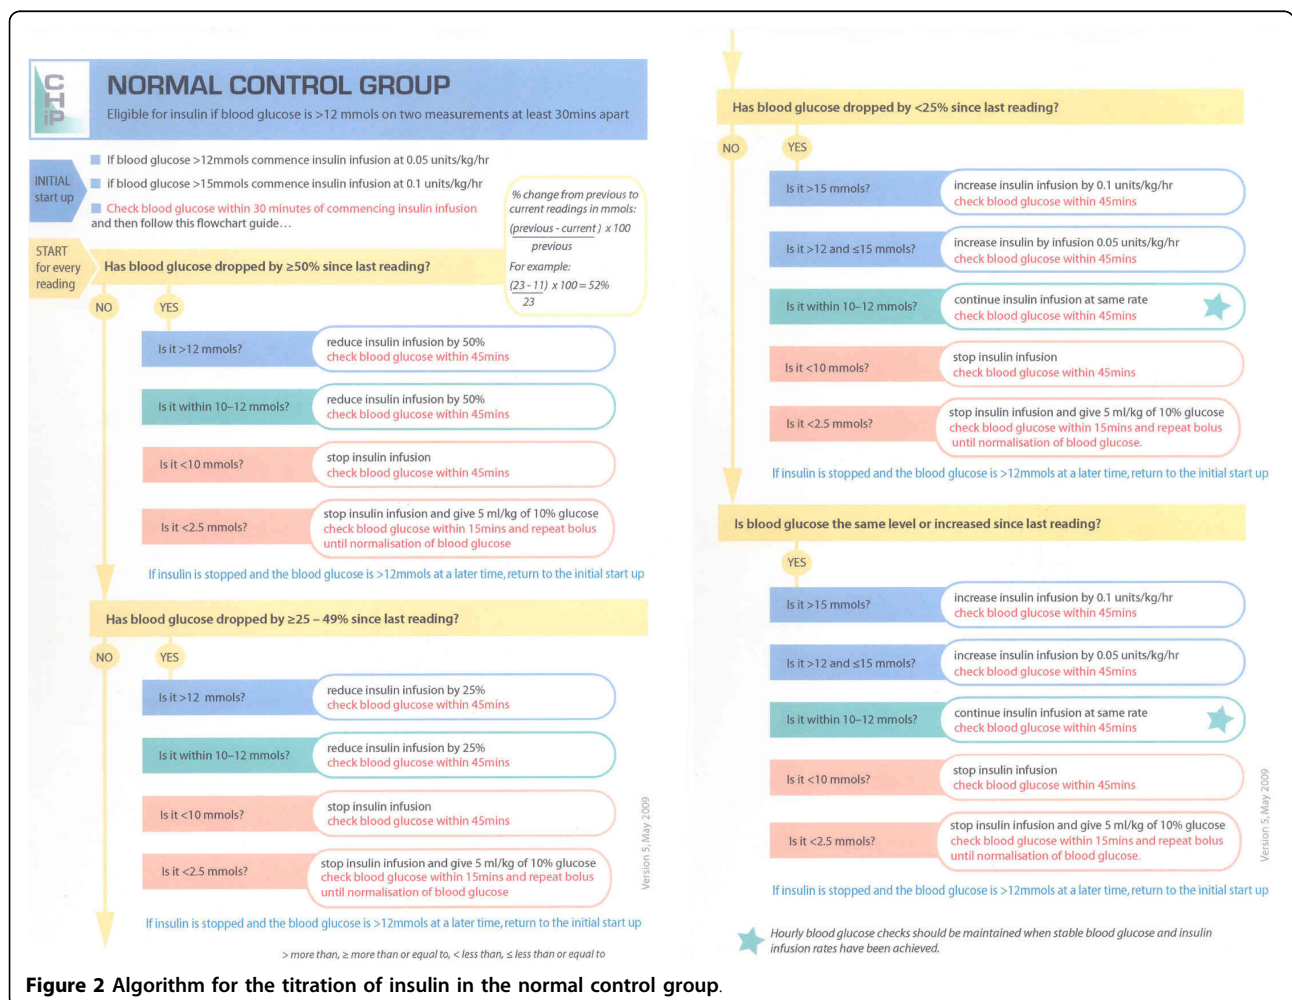 CHiP
NORMAL CONTROL GROUP
Eligible for insulin if blood glucose is >12 mmols on two measurements at least 30mins apart
INITIAL
start up
If blood glucose >12mmols commence insulin infusion at 0.05 units/kg/hr
if blood glucose >15mmols commence insulin infusion at 0.1 units/kg/hr
Check blood glucose within 30 minutes of commencing insulin infusion
and then follow this flowchart guide…
% change from previous to
current readings in mmols:
(previous - current ) x 100
previous
For example:
(23 - 11) x 100 = 52%
23
START
for every
reading
Has blood glucose dropped by ≥50% since last reading?
NO
YES
Is it >12 mmols?
reduce insulin infusion by 50%
check blood glucose within 45mins
Is it within 10–12 mmols?
reduce insulin infusion by 50%
check blood glucose within 45mins
Is it <10 mmols?
stop insulin infusion
check blood glucose within 45mins
Is it <2.5 mmols?
stop insulin infusion and give 5 ml/kg of 10% glucose
check blood glucose within 15mins and repeat bolus
until normalisation of blood glucose
If insulin is stopped and the blood glucose is >12mmols at a later time, return to the initial start up
Has blood glucose dropped by ≥25 – 49% since last reading?
NO
YES
Is it >12 mmols?
reduce insulin infusion by 25%
check blood glucose within 45mins
Is it within 10–12 mmols?
reduce insulin infusion by 25%
check blood glucose within 45mins
Is it <10 mmols?
stop insulin infusion
check blood glucose within 45mins
Is it <2.5 mmols?
stop insulin infusion and give 5 ml/kg of 10% glucose
check blood glucose within 15mins and repeat bolus
until normalisation of blood glucose
If insulin is stopped and the blood glucose is >12mmols at a later time, return to the initial start up
Version 5, May 2009
> more than, ≥ more than or equal to, < less than, ≤ less than or equal to
Has blood glucose dropped by <25% since last reading?
NO
YES
Is it >15 mmols?
increase insulin infusion by 0.1 units/kg/hr
check blood glucose within 45mins
Is it >12 and ≤15 mmols?
increase insulin by infusion 0.05 units/kg/hr
check blood glucose within 45mins
Is it within 10–12 mmols?
continue insulin infusion at same rate
check blood glucose within 45mins
Is it <10 mmols?
stop insulin infusion
check blood glucose within 45mins
Is it <2.5 mmols?
stop insulin infusion and give 5 ml/kg of 10% glucose
check blood glucose within 15mins and repeat bolus
until normalisation of blood glucose.
If insulin is stopped and the blood glucose is >12mmols at a later time, return to the initial start up
Is blood glucose the same level or increased since last reading?
YES
Is it >15 mmols?
increase insulin infusion by 0.1 units/kg/hr
check blood glucose within 45mins
Is it >12 and ≤15 mmols?
increase insulin infusion by 0.05 units/kg/hr
check blood glucose within 45mins
Is it within 10–12 mmols?
continue insulin infusion at same rate
check blood glucose within 45mins
Is it <10 mmols?
stop insulin infusion
check blood glucose within 45mins
Is it <2.5 mmols?
stop insulin infusion and give 5 ml/kg of 10% glucose
check blood glucose within 15mins and repeat bolus
until normalisation of blood glucose.
If insulin is stopped and the blood glucose is >12mmols at a later time, return to the initial start up
Version 5, May 2009
Hourly blood glucose checks should be maintained when stable blood glucose and insulin
infusion rates have been achieved.
Figure 2 Algorithm for the titration of insulin in the normal control group.